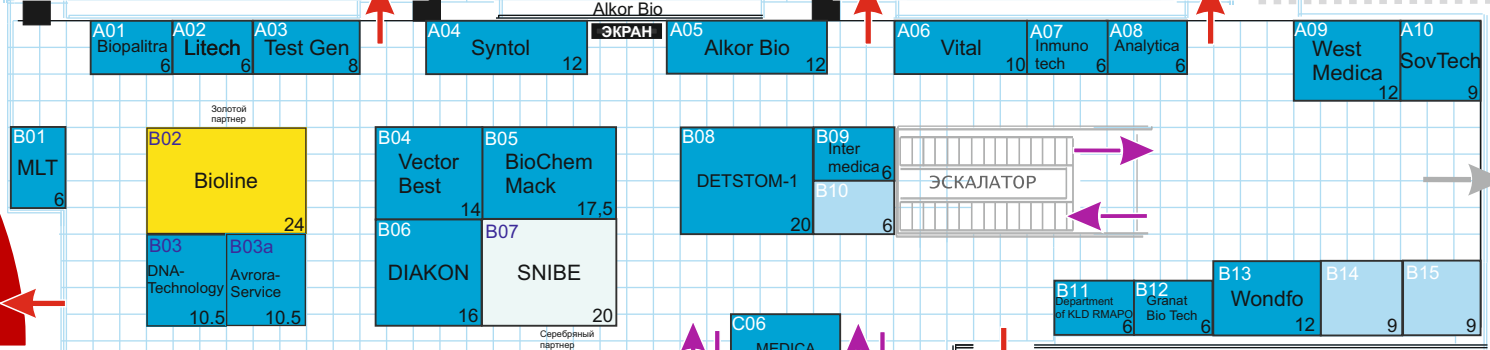 Alkor Bio
ЭКРАН
A01
Biopalitra
6
A02
Litech
6
A03
Test Gen
8
A04
Syntol
12
A05
Alkor Bio
12
A06
Vital
10
A07
Inmuno
tech
6
A08
Analytica
6
A09
West
Medica
12
A10
SovTech
9
B01
MLT
6
Золотой
партнер
B02
Bioline
24
B03
DNA-
Technology
10.5
B03a
Avrora-
Service
10.5
B04
Vector
Best
14
B05
BioChem
Mack
17,5
B06
DIAKON
16
B07
SNIBE
20
Серебряный
партнер
B08
DETSTOM-1
20
B09
Inter
medica
6
B10
6
ЭСКАЛАТОР
B11
Department
of KLD RMAPO
6
B12
Granat
Bio Tech
6
B13
Wondfo
12
B14
9
B15
9
C06
MEDICA